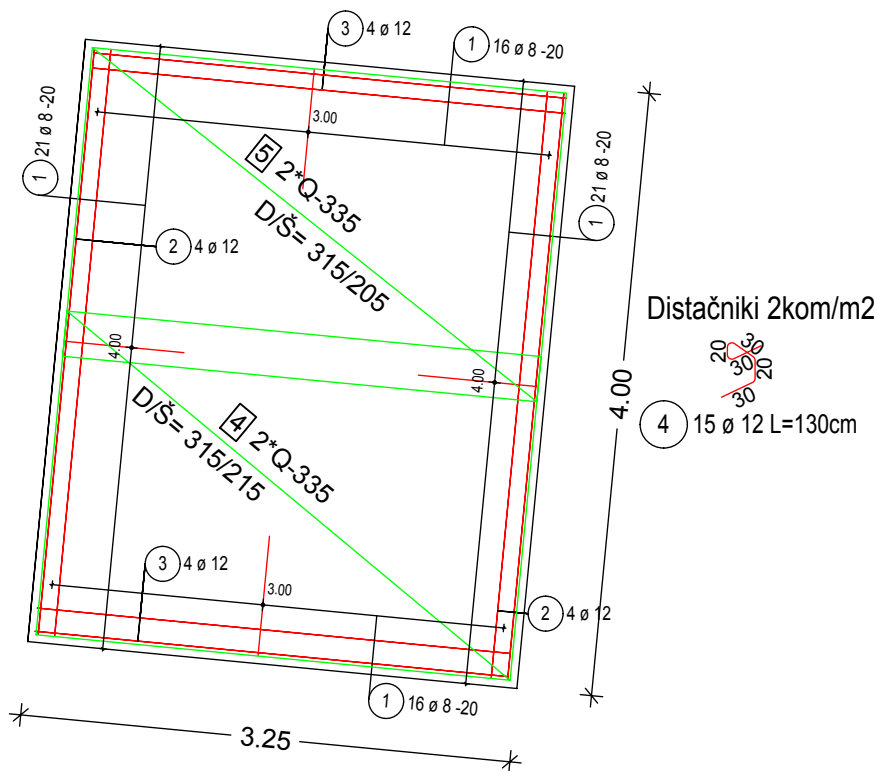 3 4 ø 12
1 16 ø 8 -20
1 21 ø 8 -20
3.00
5 2*Q-335
D/Š= 315/205
1 21 ø 8 -20
2 4 ø 12
Distačniki 2kom/m2
20 30 30 20 30
4 15 ø 12 L=130cm
4.00
4.00
4.00
4 2*Q-335
D/Š= 315/215
3 4 ø 12
3.00
2 4 ø 12
1 16 ø 8 -20
3.25